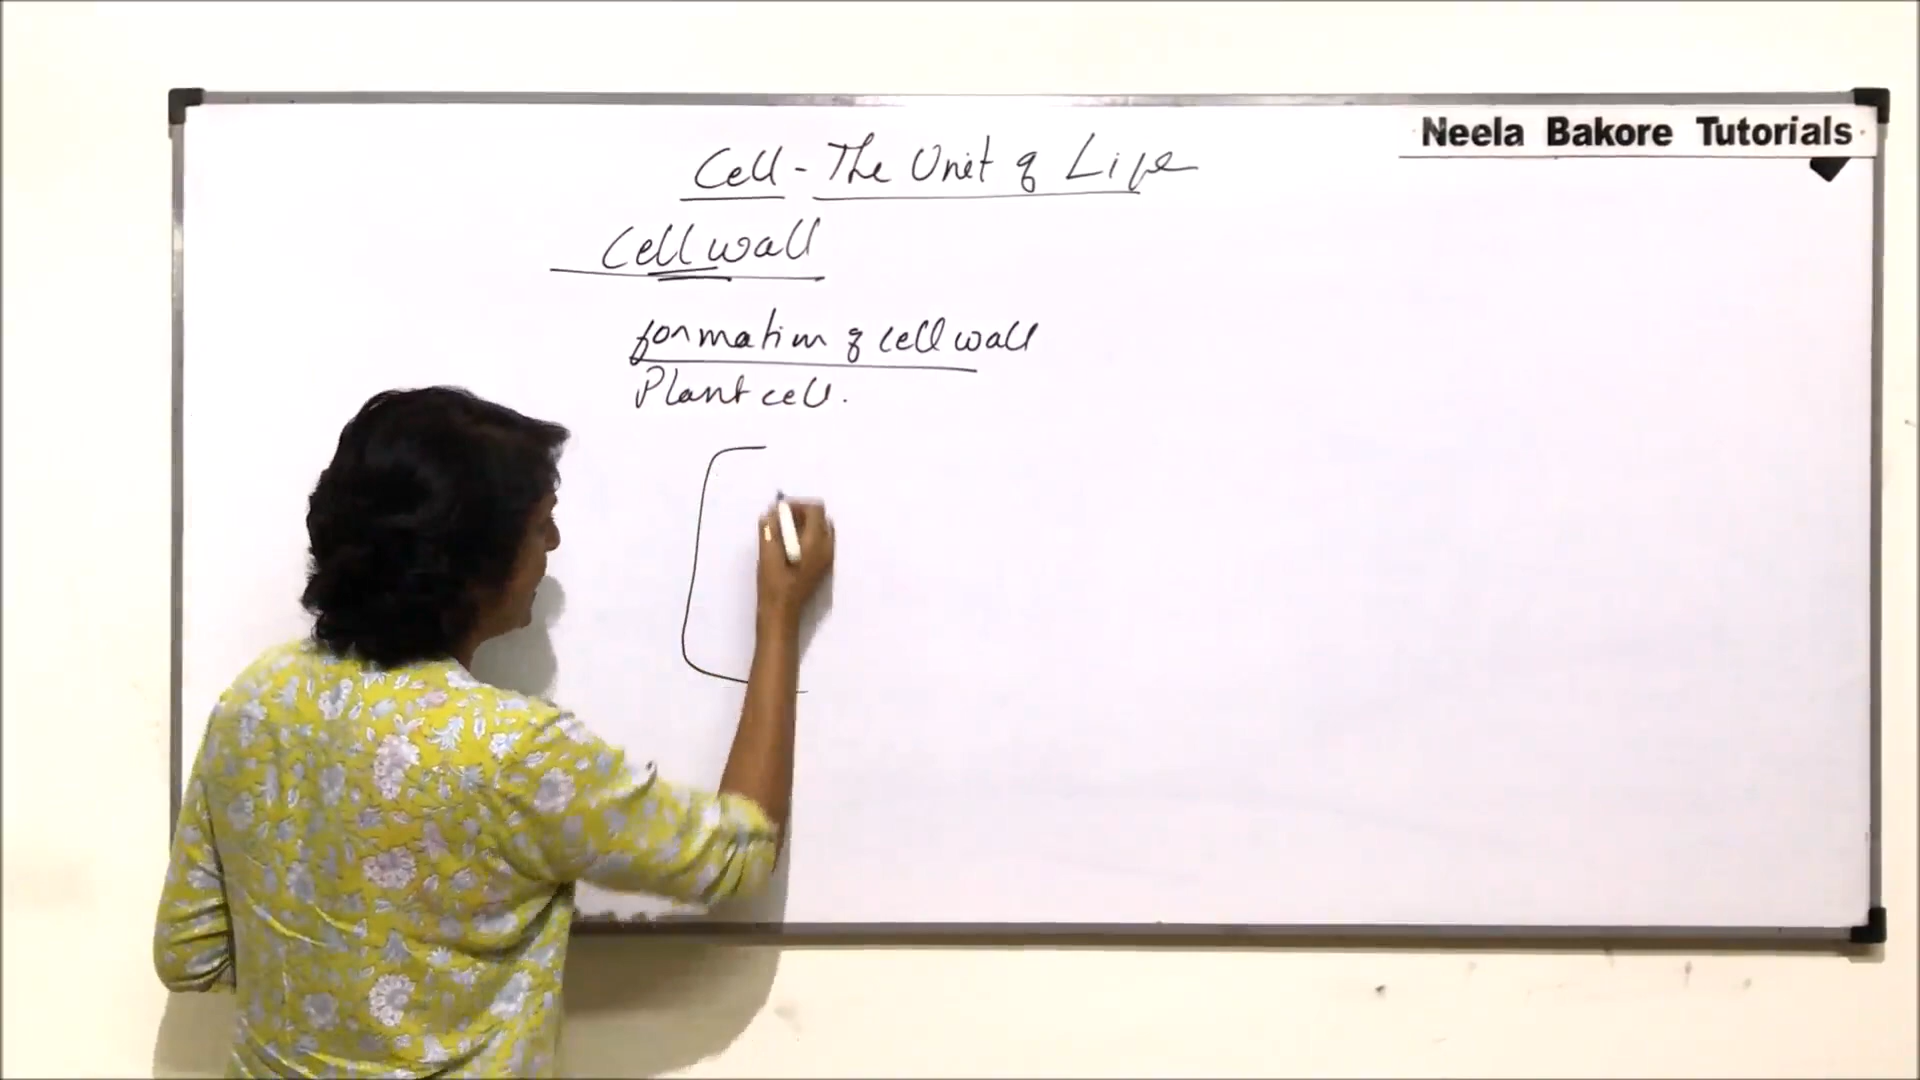 Neela Bakore Tutorials
Cell - The Unit of Life
Cell wall
formation of cell wall
Plant cell.